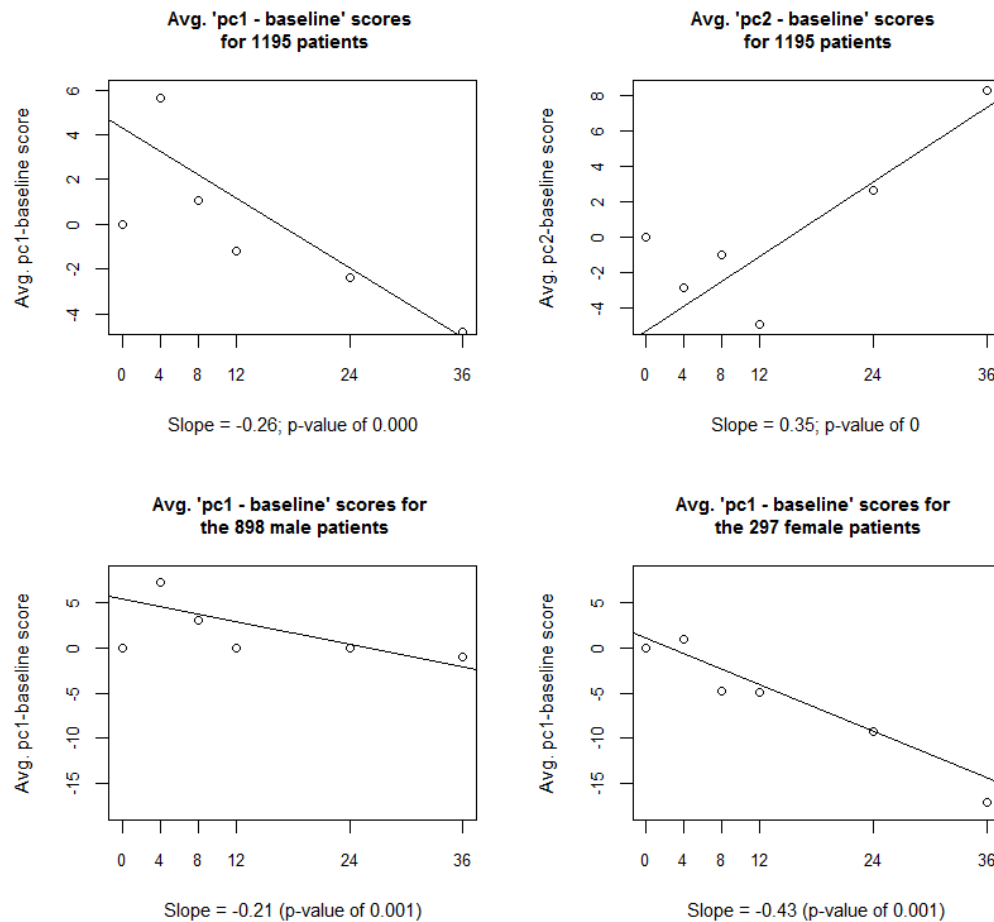 Avg. 'pc1 - baseline' scores
for 1195 patients
Avg. pc1-baseline score
6
4
2
0
-2
-4
0 4 8 12 24 36
Slope = -0.26; p-value of 0.000
Avg. 'pc2 - baseline' scores
for 1195 patients
Avg. pc2-baseline score
8
6
4
2
0
-2
-4
0 4 8 12 24 36
Slope = 0.35; p-value of 0
Avg. 'pc1 - baseline' scores for
the 898 male patients
Avg. pc1-baseline score
5
0
-5
-10
-15
0 4 8 12 24 36
Slope = -0.21 (p-value of 0.001)
Avg. 'pc1 - baseline' scores for
the 297 female patients
Avg. pc1-baseline score
5
0
-5
-10
-15
0 4 8 12 24 36
Slope = -0.43 (p-value of 0.001)